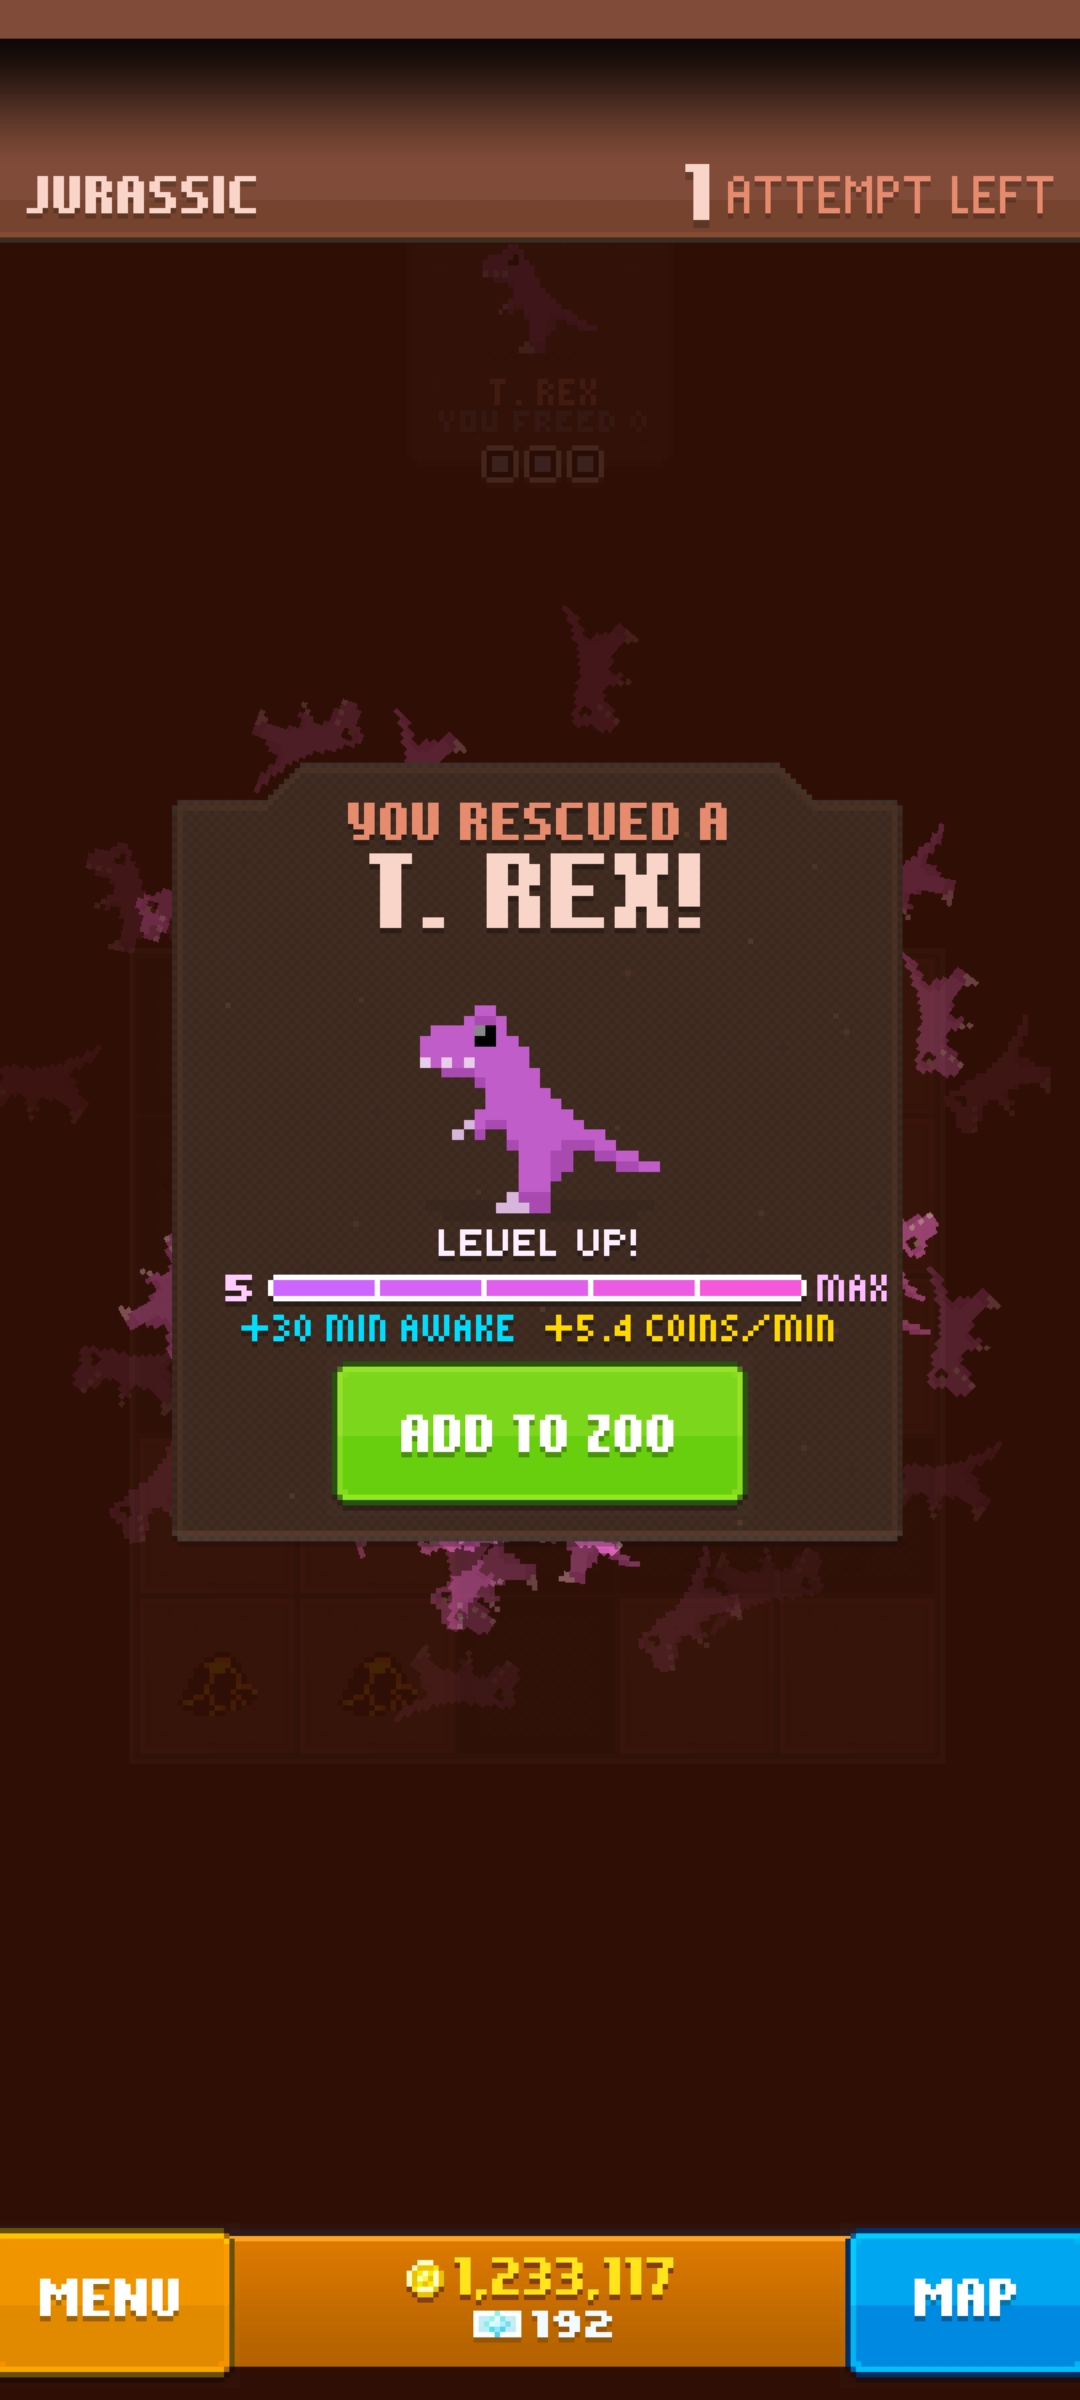 JURASSIC
1 ATTEMPT LEFT
T. REX
YOU FREED 0
YOU RESCUED A
T. REX!
LEVEL UP!
5 MAX
+30 MIN AWAKE +5.4 COINS/MIN
ADD TO ZOO
MENU
1,233,117
192
MAP